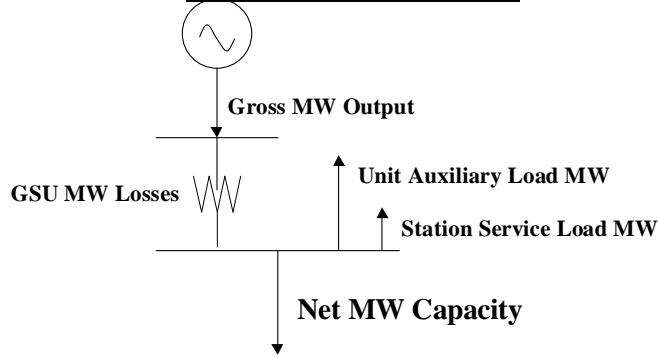 Gross MW Output
GSU MW Losses
Unit Auxiliary Load MW
Station Service Load MW
Net MW Capacity